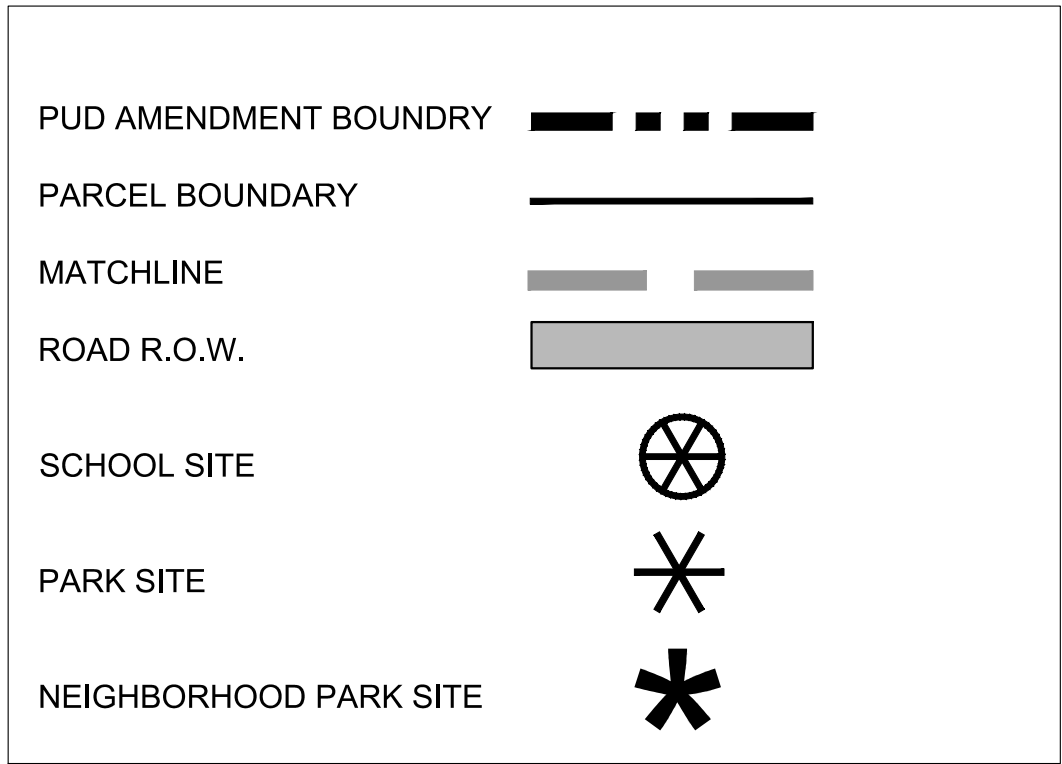 PUD AMENDMENT BOUNDRY
PARCEL BOUNDARY
MATCHLINE
ROAD R.O.W.
SCHOOL SITE
PARK SITE
NEIGHBORHOOD PARK SITE